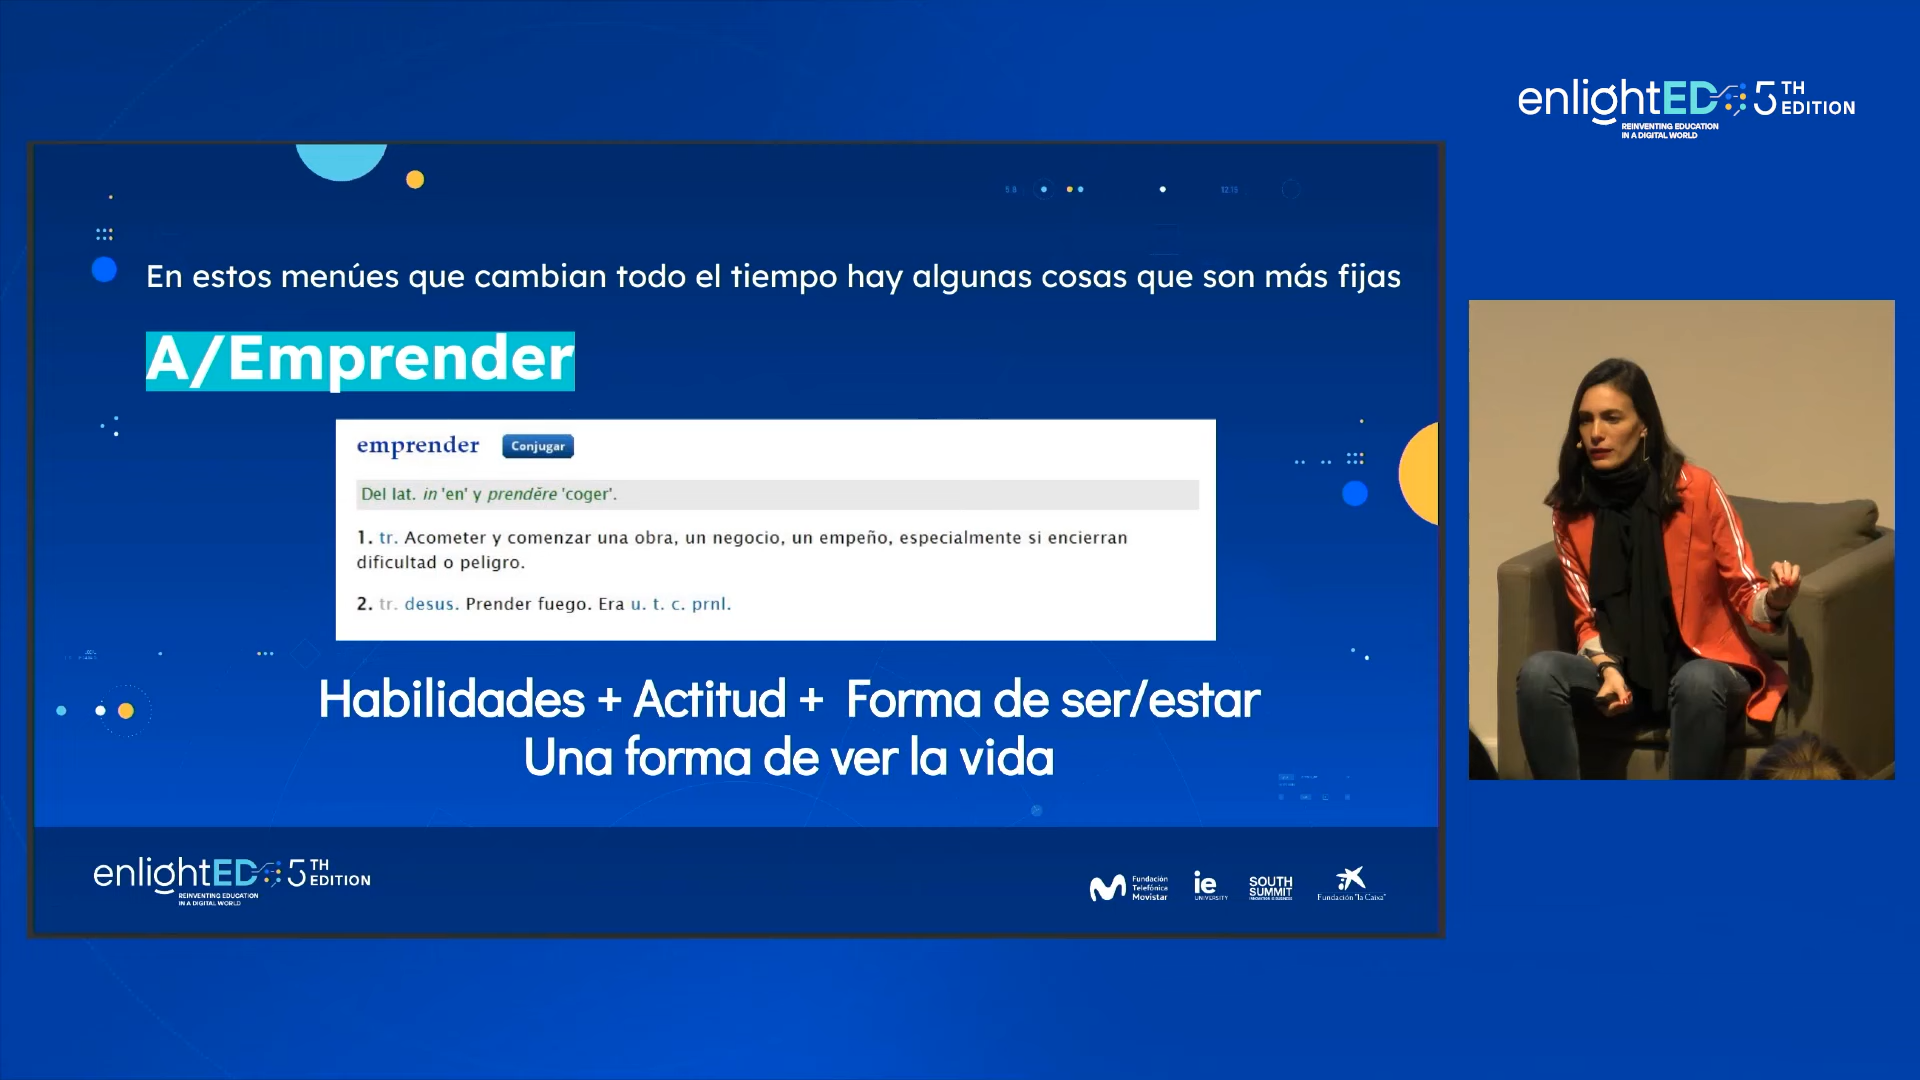 enlightED 5TH EDITION
REINVENTING EDUCATION
IN A DIGITAL WORLD
En estos menúes que cambian todo el tiempo hay algunas cosas que son más fijas
A/Emprender
emprender Conjugar
Del lat. in 'en' y prendĕre 'coger'.
1. tr. Acometer y comenzar una obra, un negocio, un empeño, especialmente si encierran
dificultad o peligro.
2. tr. desus. Prender fuego. Era u. t. c. prnl.
Habilidades + Actitud + Forma de ser/estar
Una forma de ver la vida
enlightED 5TH EDITION
REINVENTING EDUCATION
IN A DIGITAL WORLD
Fundación
Telefónica
Movistar
ie
UNIVERSITY
SOUTH
SUMMIT
Fundación "la Caixa"